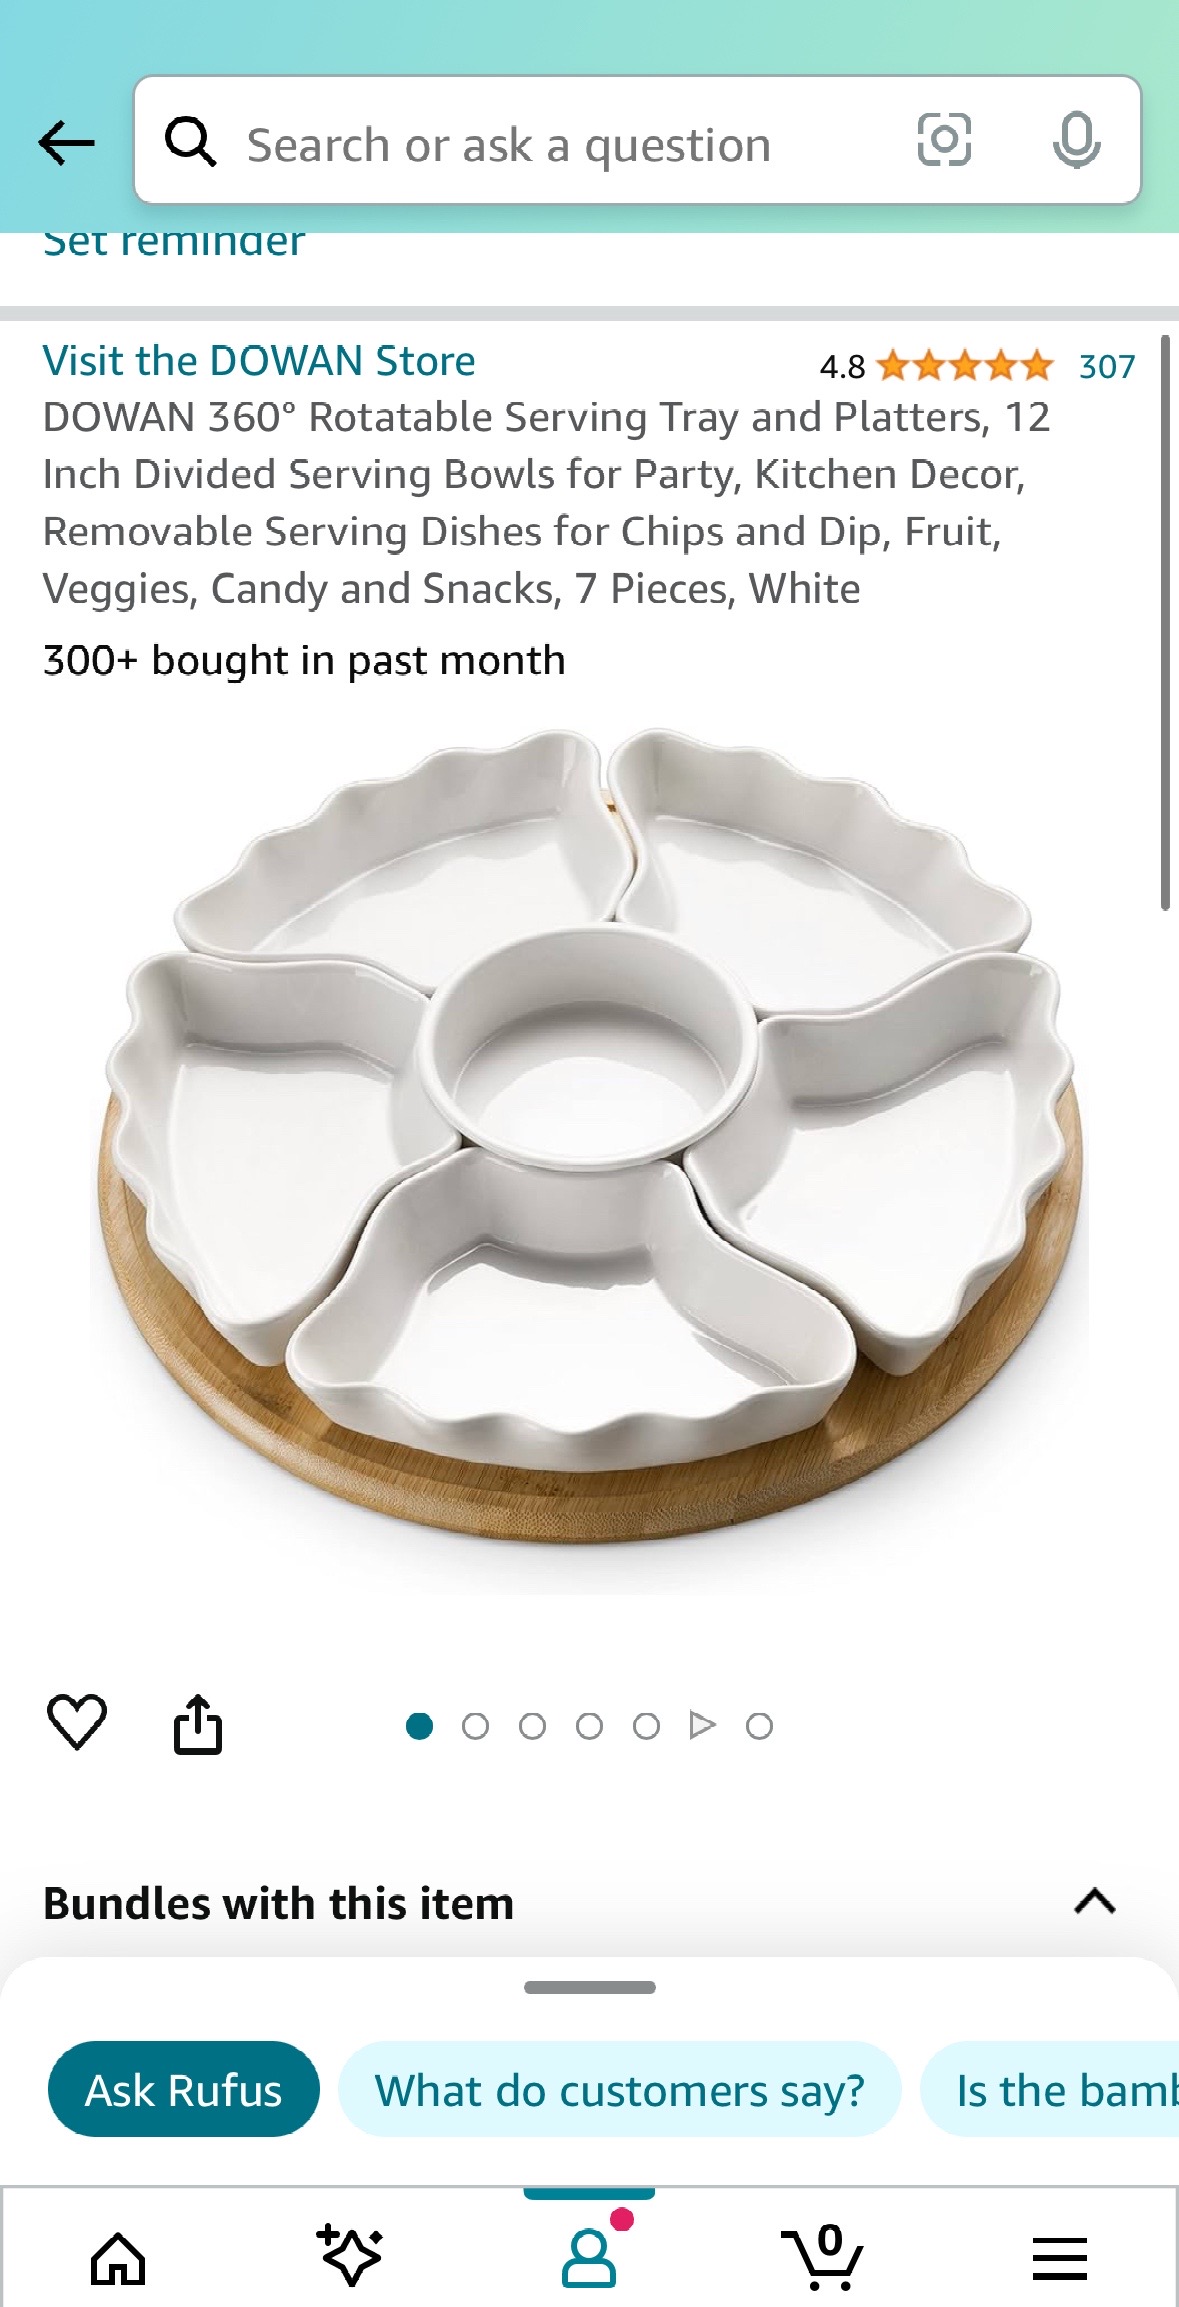 Search or ask a question
Set reminder
Visit the DOWAN Store
4.8
307
DOWAN 360° Rotatable Serving Tray and Platters, 12
Inch Divided Serving Bowls for Party, Kitchen Decor,
Removable Serving Dishes for Chips and Dip, Fruit,
Veggies, Candy and Snacks, 7 Pieces, White
300+ bought in past month
Bundles with this item
Ask Rufus
What do customers say?
Is the
0